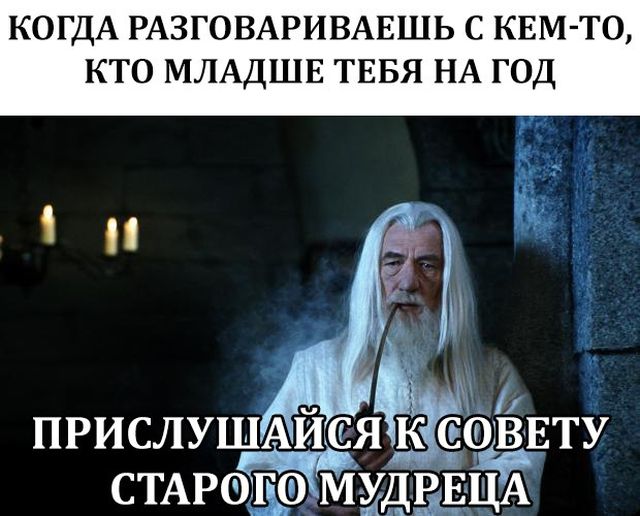 КОГДА РАЗГОВАРИВАЕШЬ С КЕМ-ТО,
КТО МЛАДШЕ ТЕБЯ НА ГОД
ПРИСЛУШАЙСЯ К СОВЕТУ
СТАРОГО МУДРЕЦА